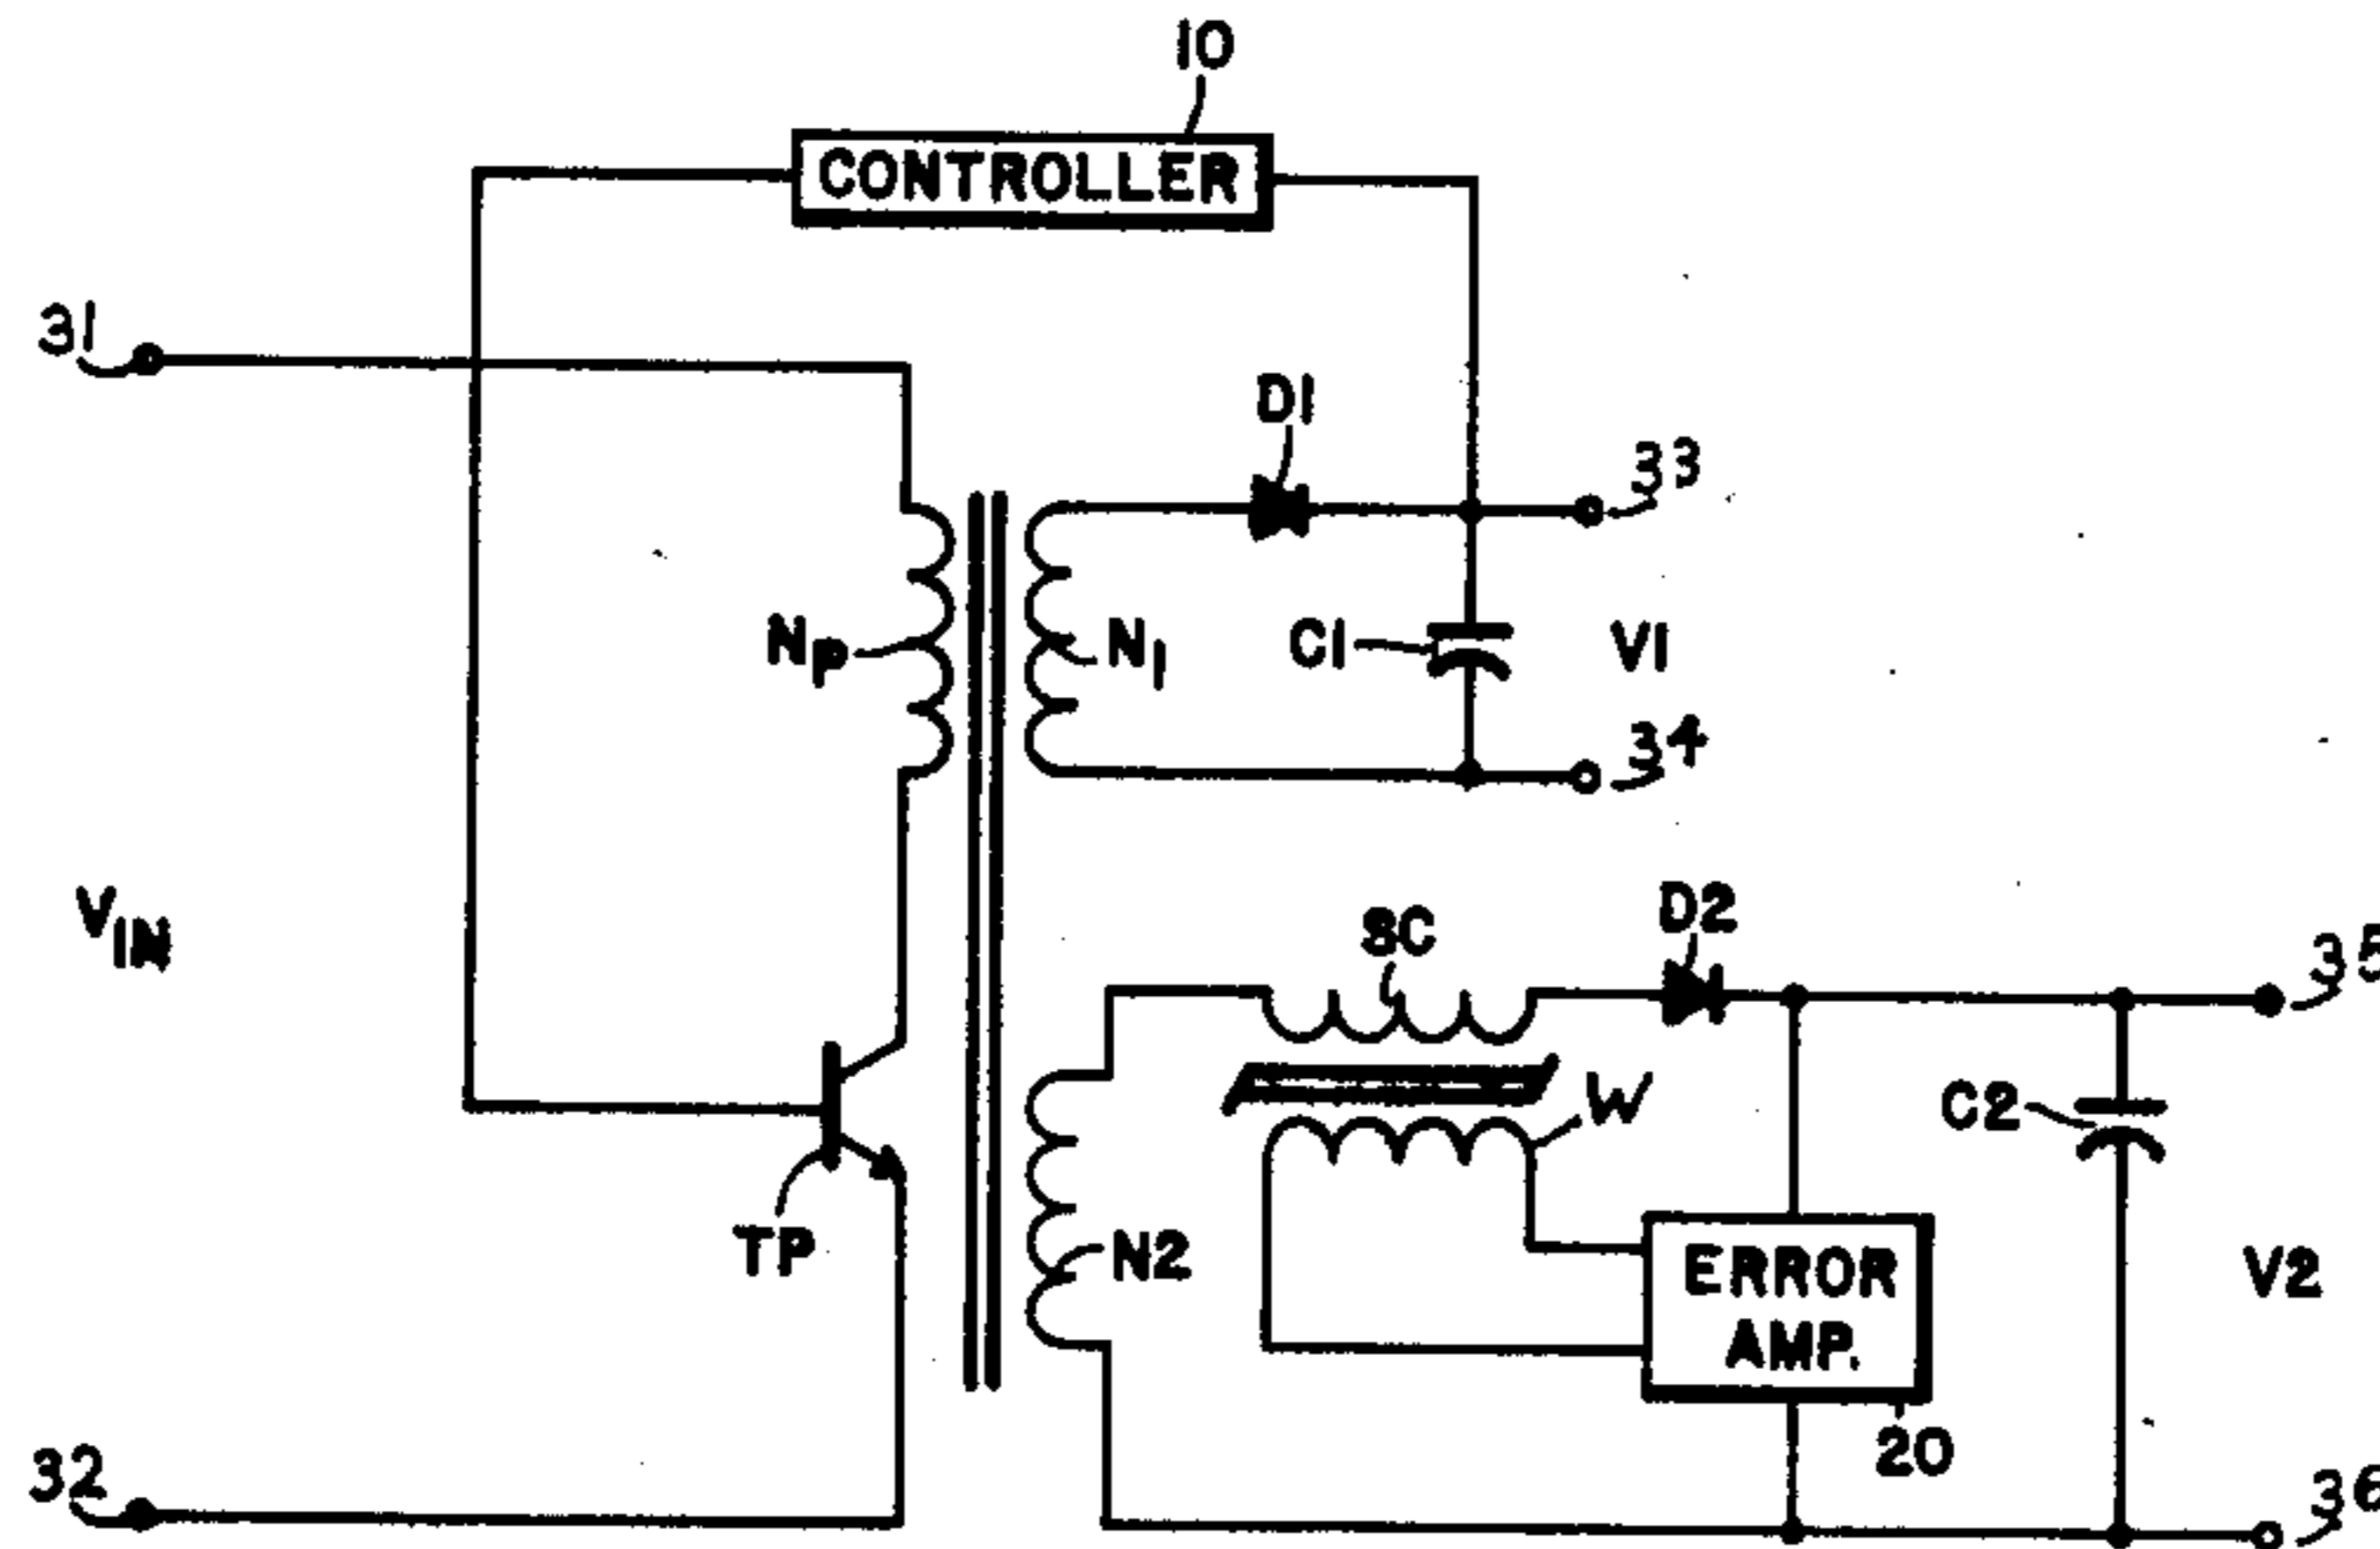 10
CONTROLLER
31
D1
33
Np
N1
C1
V1
34
VIN
SC
D2
35
W
C2
TP
N2
ERROR
AMP.
V2
20
32
36